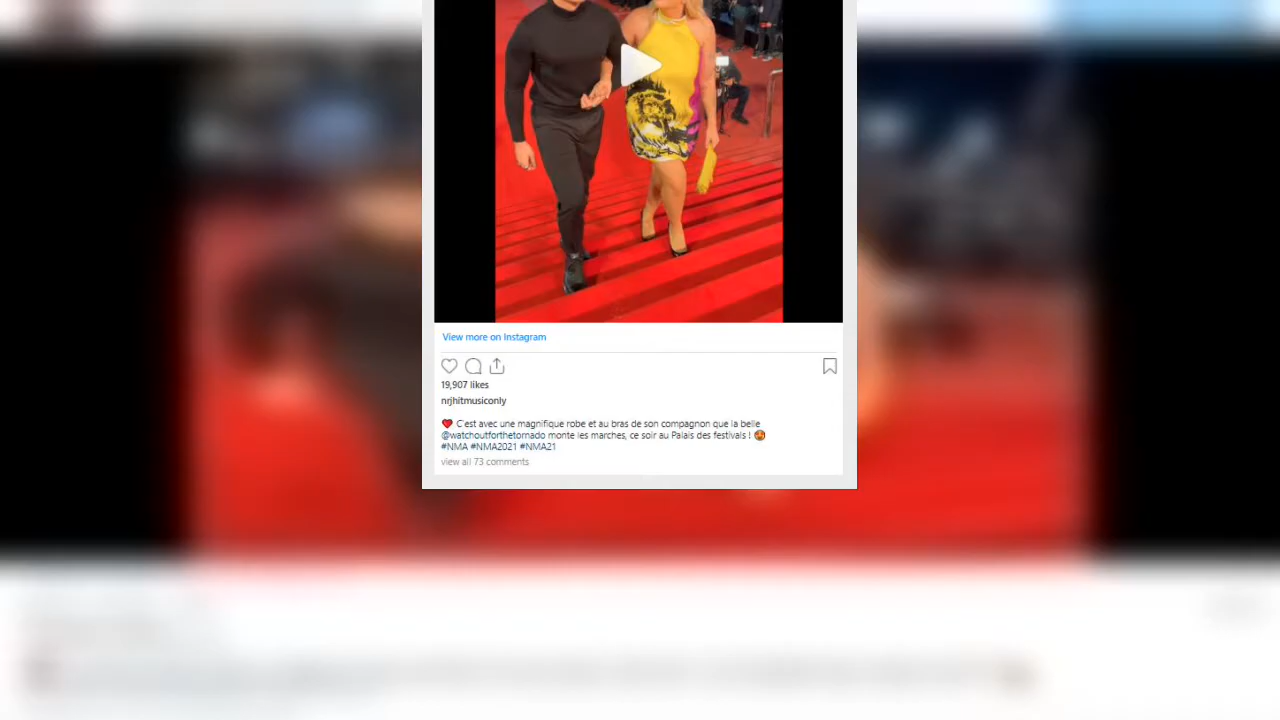 View more on Instagram
19,907 likes
nrjhitmusiconly
❤️ C'est avec une magnifique robe et au bras de son compagnon que la belle
@watchoutforthetornado monte les marches, ce soir au Palais des festivals ! 😍
#NMA #NMA2021 #NMA21
view all 73 comments